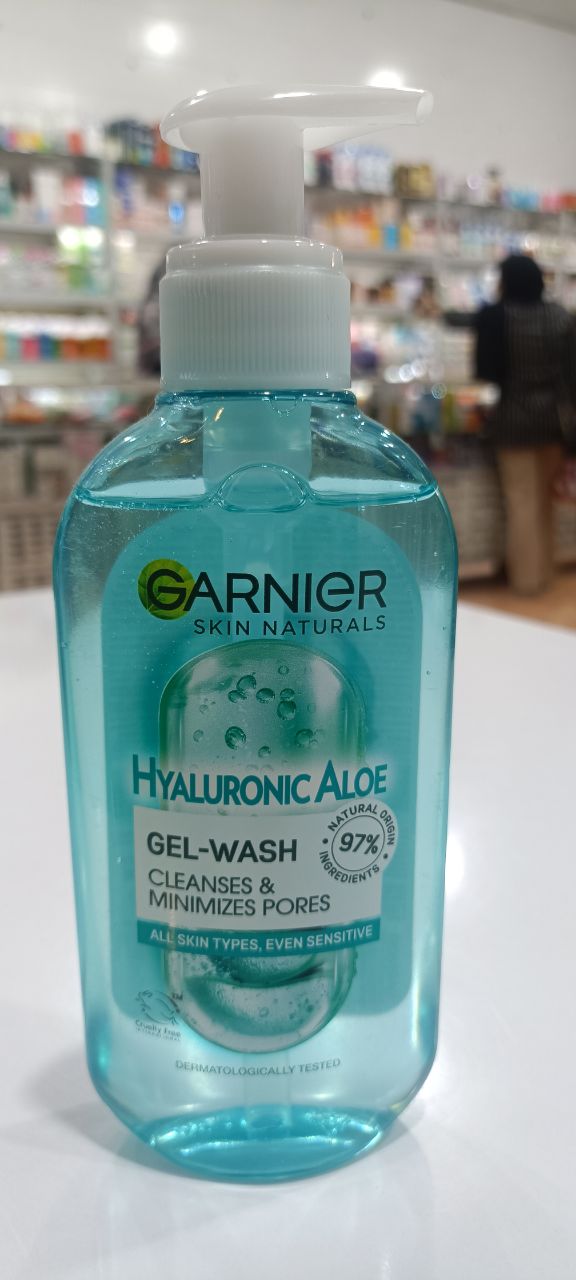 GARNIER
SKIN NATURALS
HYALURONIC ALOE
GEL-WASH
CLEANSES &
MINIMIZES PORES
NATURAL ORIGIN
97%
INGREDIENTS
ALL SKIN TYPES, EVEN SENSITIVE
TM
Cruelty Free
DERMATOLOGICALLY TESTED